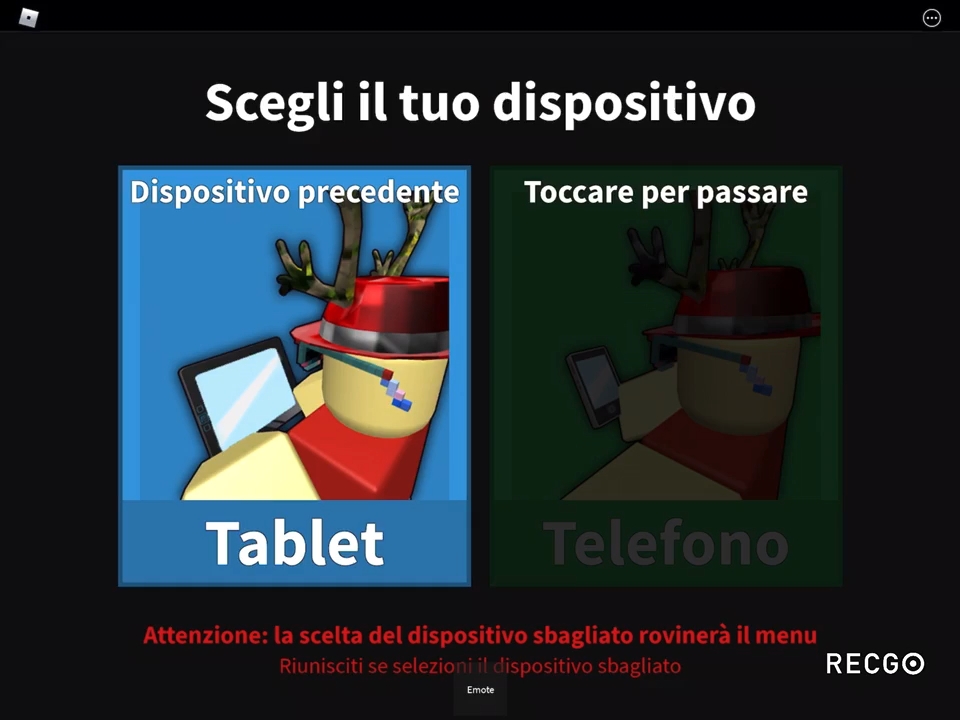 Scegli il tuo dispositivo
Dispositivo precedente
Toccare per passare
Tablet
Telefono
Attenzione: la scelta del dispositivo sbagliato rovinerà il menu
Riunisciti se selezioni il dispositivo sbagliato
RECGO
Emote